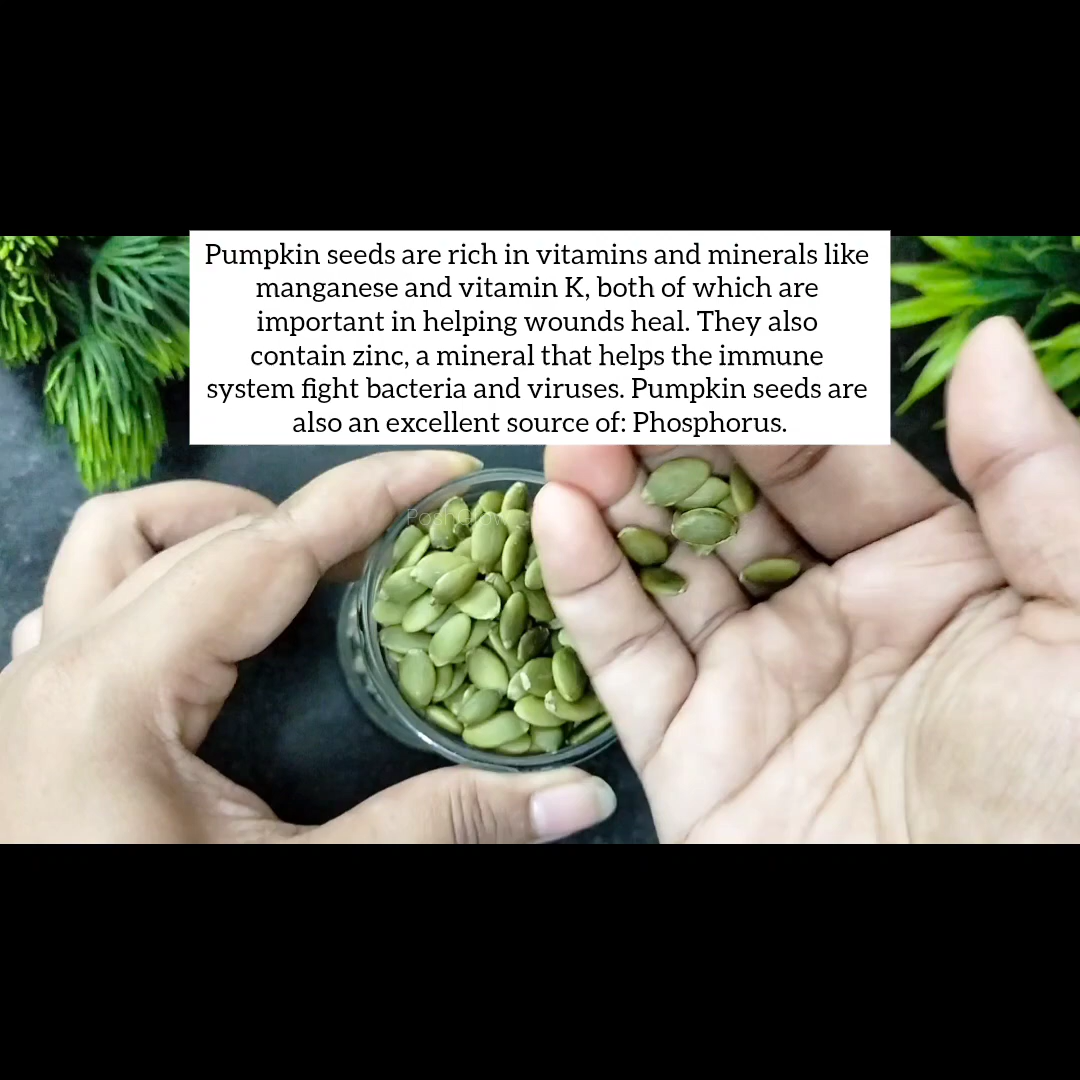 Pumpkin seeds are rich in vitamins and minerals like
manganese and vitamin K, both of which are
important in helping wounds heal. They also
contain zinc, a mineral that helps the immune
system fight bacteria and viruses. Pumpkin seeds are
also an excellent source of: Phosphorus.